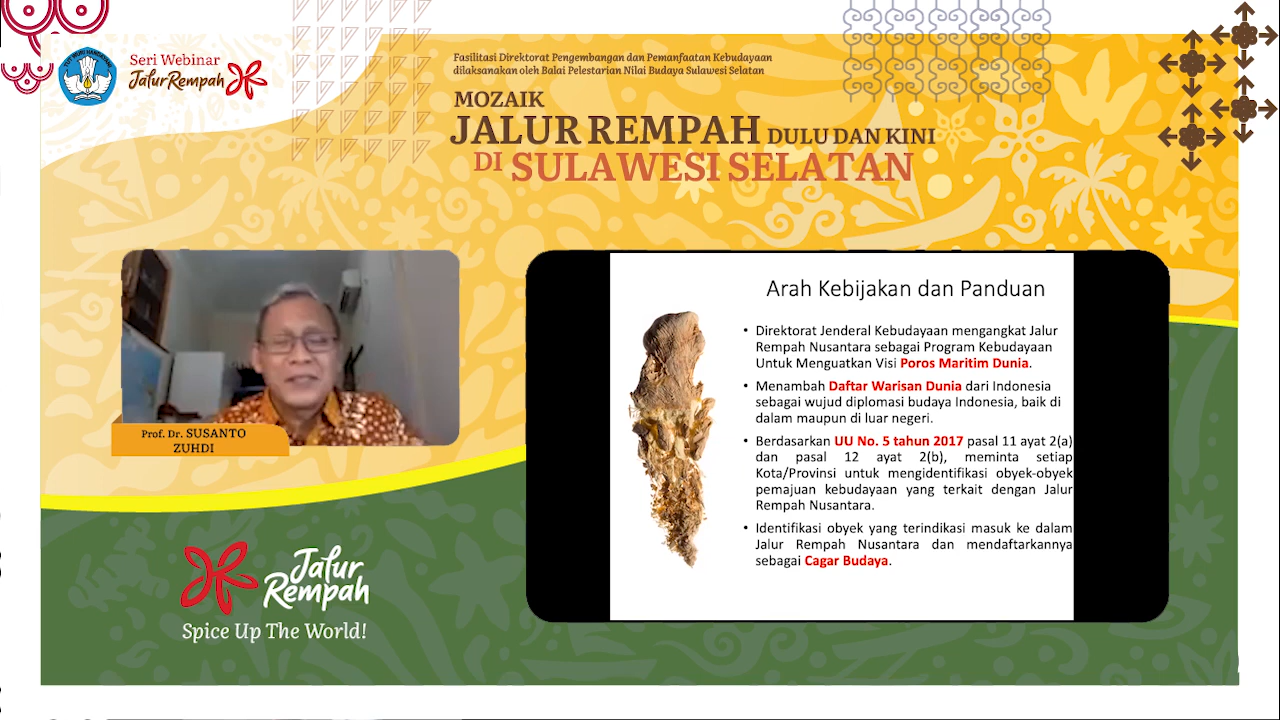 Seri Webinar
Jalur Rempah
Fasilitasi Direktorat Pengembangan dan Pemanfaatan Kebudayaan
dilaksanakan oleh Balai Pelestarian Nilai Budaya Sulawesi Selatan
MOZAIK
JALUR REMPAH DULU DAN KINI
DI SULAWESI SELATAN
Prof. Dr. SUSANTO
ZUHDI
Arah Kebijakan dan Panduan
• Direktorat Jenderal Kebudayaan mengangkat Jalur
Rempah Nusantara sebagai Program Kebudayaan
Untuk Menguatkan Visi Poros Maritim Dunia.
• Menambah Daftar Warisan Dunia dari Indonesia
sebagai wujud diplomasi budaya Indonesia, baik di
dalam maupun di luar negeri.
• Berdasarkan UU No. 5 tahun 2017 pasal 11 ayat 2(a)
dan pasal 12 ayat 2(b), meminta setiap
Kota/Provinsi untuk mengidentifikasi obyek-obyek
pemajuan kebudayaan yang terkait dengan Jalur
Rempah Nusantara.
• Identifikasi obyek yang terindikasi masuk ke dalam
Jalur Rempah Nusantara dan mendaftarkannya
sebagai Cagar Budaya.
Jalur
Rempah
Spice Up The World!